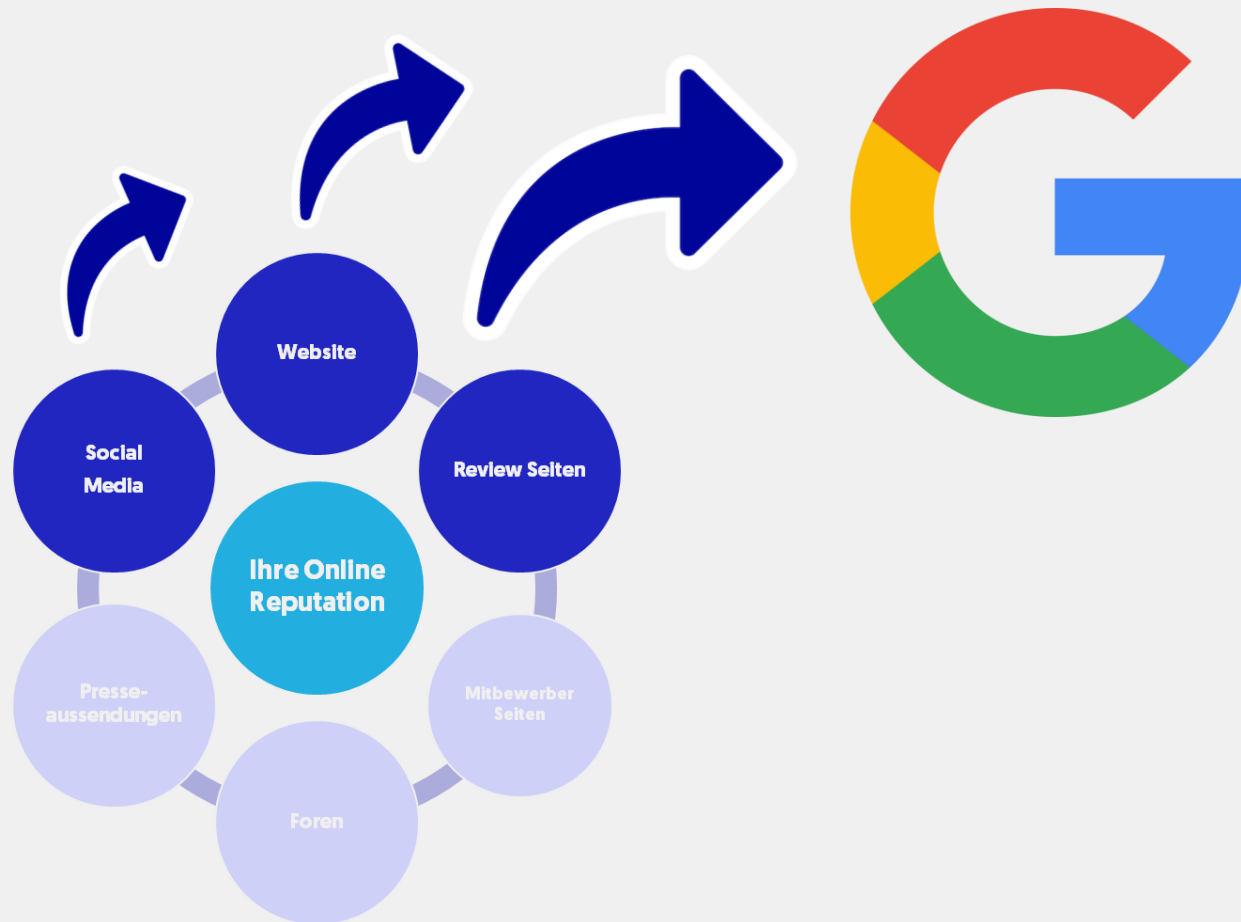 Website
Social
Media
Review Seiten
Ihre Online
Reputation
Presse-
aussendungen
Mitbewerber
Seiten
Foren